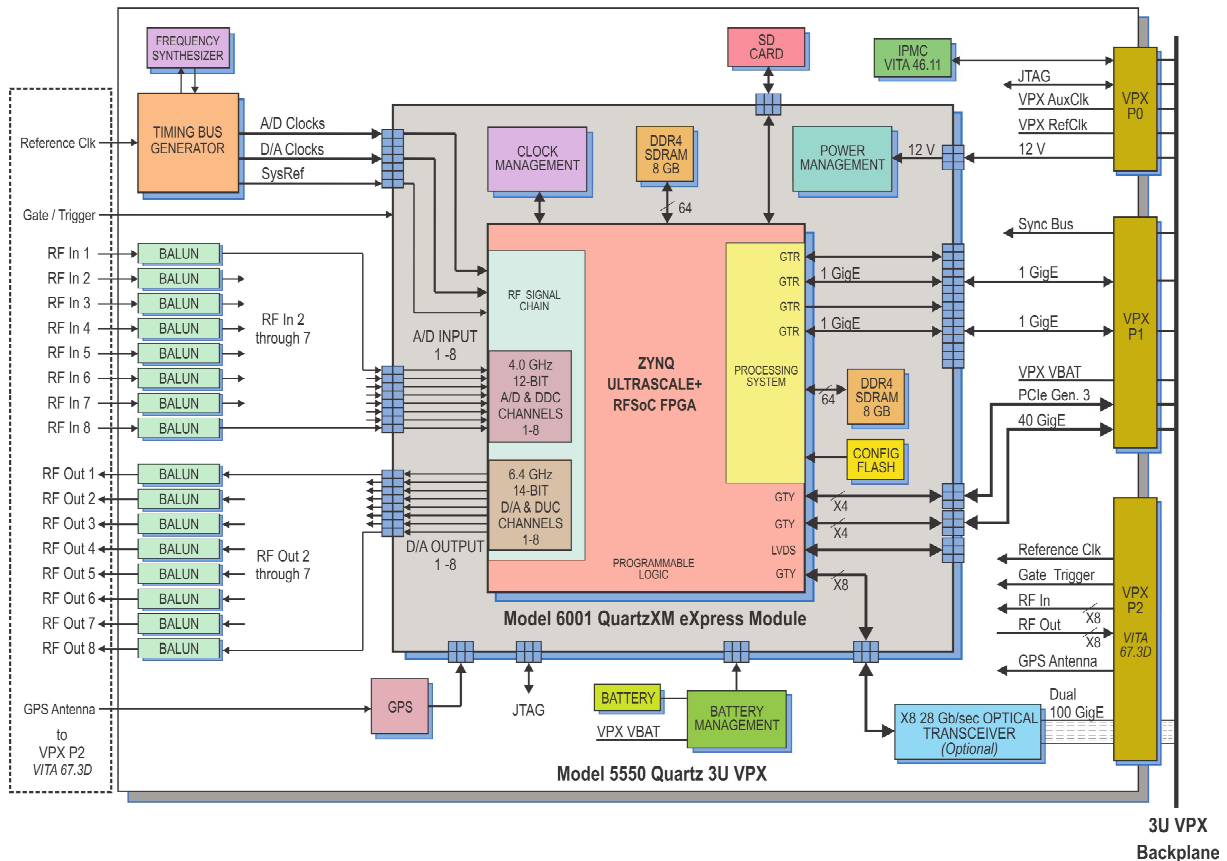 FREQUENCY
SYNTHESIZER
TIMING BUS
GENERATOR
Reference Clk
A/D Clocks
D/A Clocks
SysRef
Gate / Trigger
RF In 1
BALUN
RF In 2
BALUN
RF In 3
BALUN
RF In 4
BALUN
RF In 5
BALUN
RF In 6
BALUN
RF In 7
BALUN
RF In 8
BALUN
RF In 2
through 7
RF Out 1
BALUN
RF Out 2
BALUN
RF Out 3
BALUN
RF Out 4
BALUN
RF Out 5
BALUN
RF Out 6
BALUN
RF Out 7
BALUN
RF Out 8
BALUN
RF Out 2
through 7
GPS Antenna
to
VPX P2
VITA 67.3D
SD
CARD
CLOCK
MANAGEMENT
DDR4
SDRAM
8 GB
64
POWER
MANAGEMENT
12 V
RF SIGNAL
CHAIN
A/D INPUT
1 -8
4.0 GHz
12-BIT
A/D & DDC
CHANNELS
1-8
6.4 GHz
14-BIT
D/A & DUC
CHANNELS
1-8
D/A OUTPUT
1 -8
ZYNQ
ULTRASCALE+
RFSoC FPGA
PROCESSING
SYSTEM
GTR
GTR
1 GigE
GTR
GTR
1 GigE
64
DDR4
SDRAM
8 GB
CONFIG
FLASH
GTY
X4
GTY
X4
LVDS
GTY
X8
PROGRAMMABLE
LOGIC
Model 6001 QuartzXM eXpress Module
GPS
JTAG
BATTERY
VPX VBAT
BATTERY
MANAGEMENT
X8 28 Gb/sec OPTICAL
TRANSCEIVER
(Optional)
Dual
100 GigE
Model 5550 Quartz 3U VPX
IPMC
VITA 46.11
JTAG
VPX AuxClk
VPX RefClk
12 V
VPX
P0
Sync Bus
1 GigE
1 GigE
VPX VBAT
PCIe Gen. 3
40 GigE
VPX
P1
Reference Clk
Gate Trigger
RF In
X8
RF Out
X8
GPS Antenna
VPX
P2
VITA
67.3D
3U VPX
Backplane